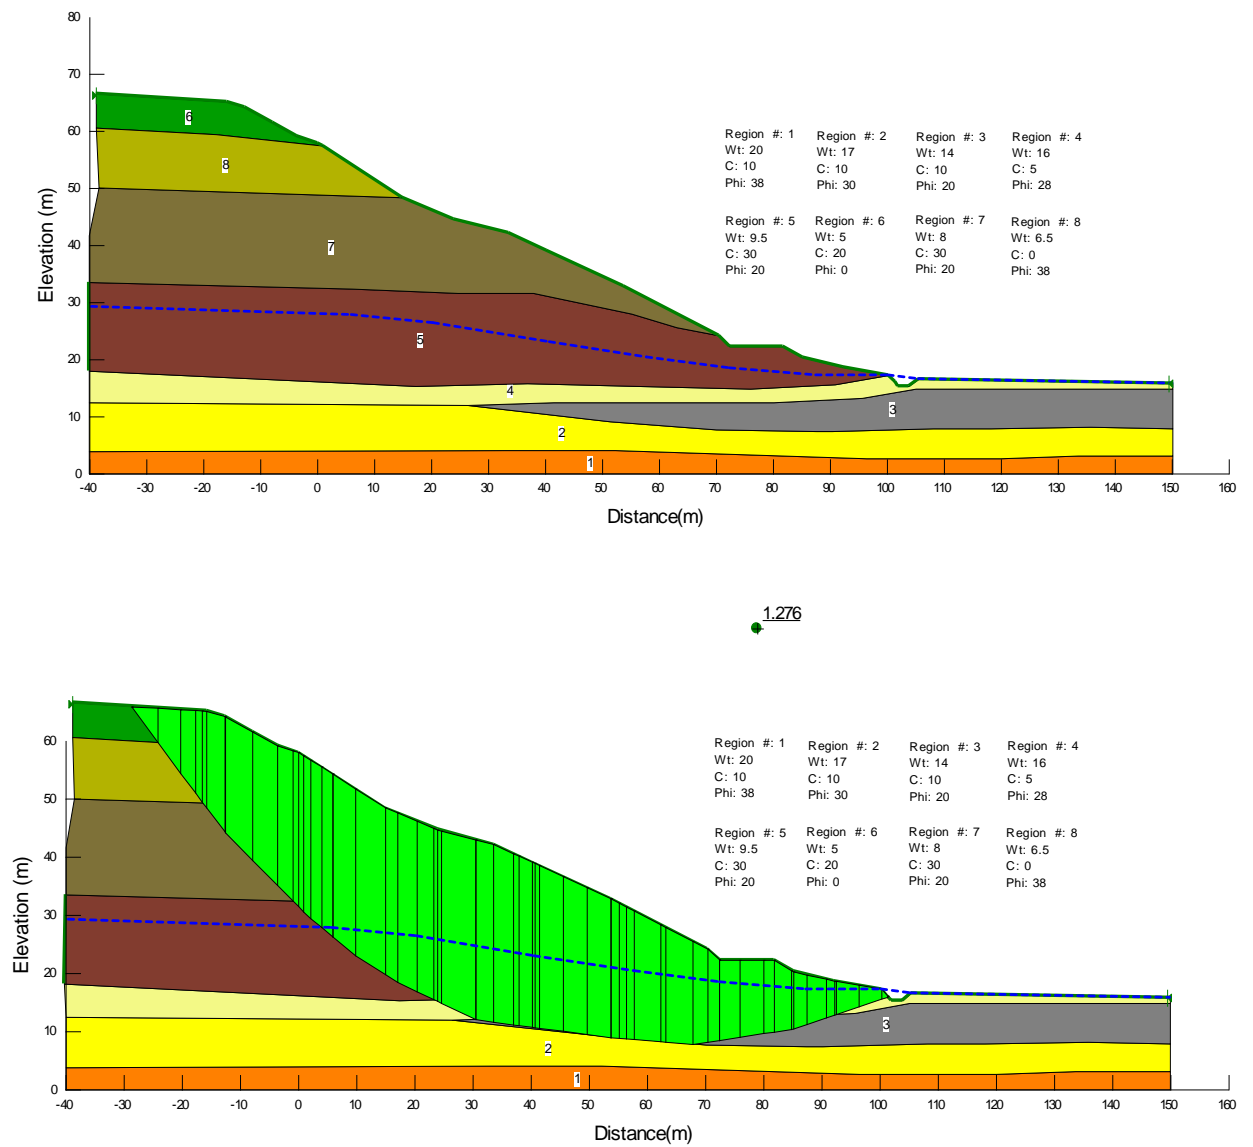 80
70
60
50
40
30
20
10
0
Elevation (m)
6
8
7
5
4
3
2
1
Region #: 1 Region #: 2 Region #: 3 Region #: 4
Wt: 20 Wt: 17 Wt: 14 Wt: 16
C: 10 C: 10 C: 10 C: 5
Phi: 38 Phi: 30 Phi: 20 Phi: 28
Region #: 5 Region #: 6 Region #: 7 Region #: 8
Wt: 9.5 Wt: 5 Wt: 8 Wt: 6.5
C: 30 C: 20 C: 30 C: 0
Phi: 20 Phi: 0 Phi: 20 Phi: 38
-40 -30 -20 -10 0 10 20 30 40 50 60 70 80 90 100 110 120 130 140 150 160
Distance(m)
1.276
60
50
40
30
20
10
0
Elevation (m)
3
2
1
Region #: 1 Region #: 2 Region #: 3 Region #: 4
Wt: 20 Wt: 17 Wt: 14 Wt: 16
C: 10 C: 10 C: 10 C: 5
Phi: 38 Phi: 30 Phi: 20 Phi: 28
Region #: 5 Region #: 6 Region #: 7 Region #: 8
Wt: 9.5 Wt: 5 Wt: 8 Wt: 6.5
C: 30 C: 20 C: 30 C: 0
Phi: 20 Phi: 0 Phi: 20 Phi: 38
-40 -30 -20 -10 0 10 20 30 40 50 60 70 80 90 100 110 120 130 140 150 160
Distance(m)